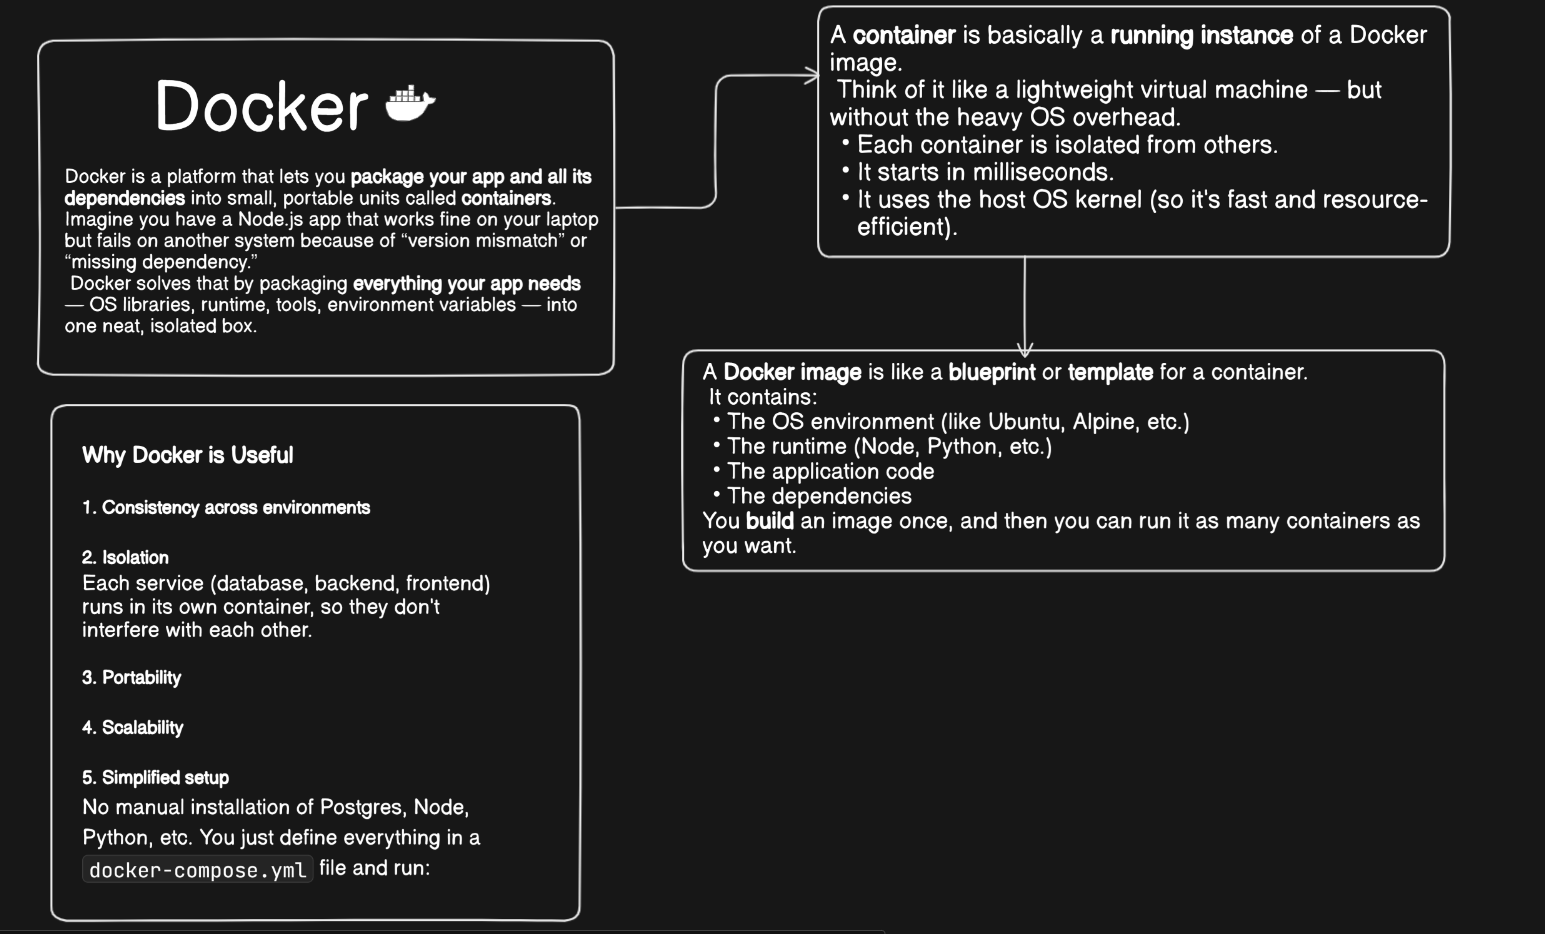 Docker
Docker is a platform that lets you package your app and all its
dependencies into small, portable units called containers.
Imagine you have a Node.js app that works fine on your laptop
but fails on another system because of “version mismatch” or
“missing dependency.”
Docker solves that by packaging everything your app needs
— OS libraries, runtime, tools, environment variables — into
one neat, isolated box.
A container is basically a running instance of a Docker
image.
Think of it like a lightweight virtual machine — but
without the heavy OS overhead.
• Each container is isolated from others.
• It starts in milliseconds.
• It uses the host OS kernel (so it's fast and resource-
efficient).
A Docker image is like a blueprint or template for a container.
It contains:
• The OS environment (like Ubuntu, Alpine, etc.)
• The runtime (Node, Python, etc.)
• The application code
• The dependencies
You build an image once, and then you can run it as many containers as
you want.
Why Docker is Useful
1. Consistency across environments
2. Isolation
Each service (database, backend, frontend)
runs in its own container, so they don't
interfere with each other.
3. Portability
4. Scalability
5. Simplified setup
No manual installation of Postgres, Node,
Python, etc. You just define everything in a
docker-compose.yml file and run: